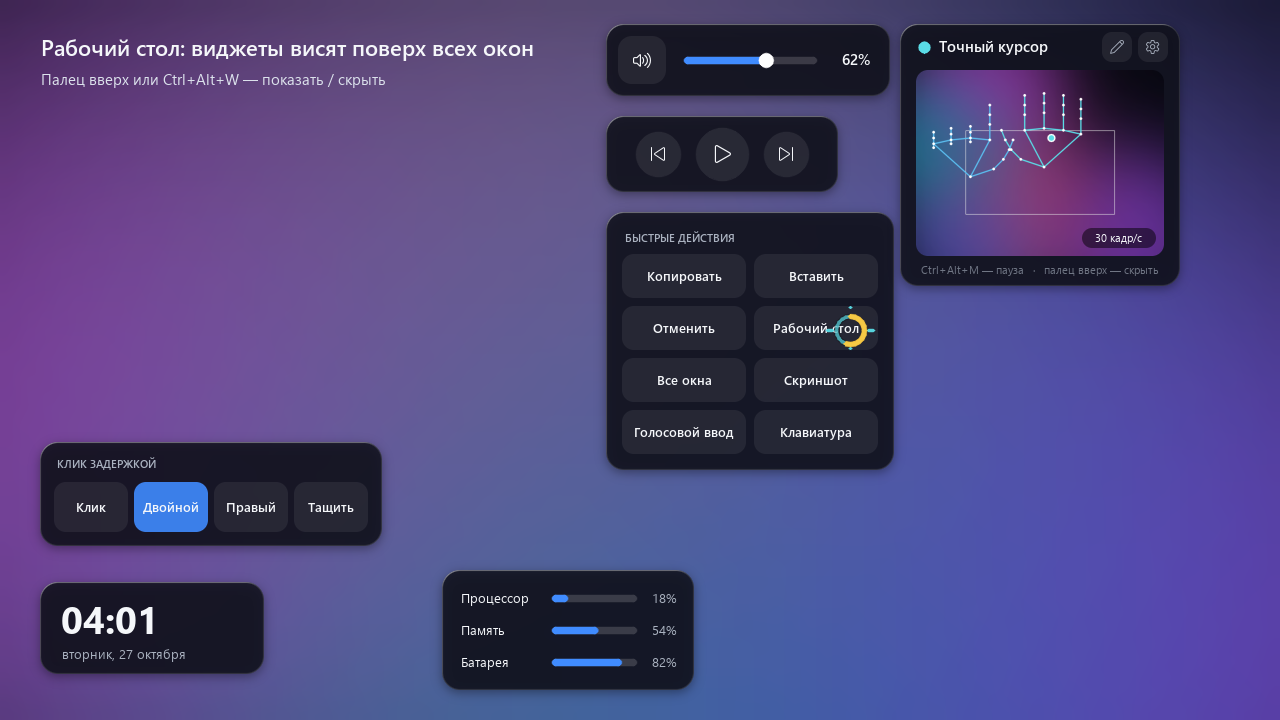 Рабочий стол: виджеты висят поверх всех окон
Палец вверх или Ctrl+Alt+W — показать / скрыть
62%
Точный курсор
30 кадр/с
Ctrl+Alt+M — пауза · палец вверх — скрыть
БЫСТРЫЕ ДЕЙСТВИЯ
Копировать
Вставить
Отменить
Рабочий стол
Все окна
Скриншот
Голосовой ввод
Клавиатура
КЛИК ЗАДЕРЖКОЙ
Клик
Двойной
Правый
Тащить
04:01
вторник, 27 октября
Процессор 18%
Память 54%
Батарея 82%